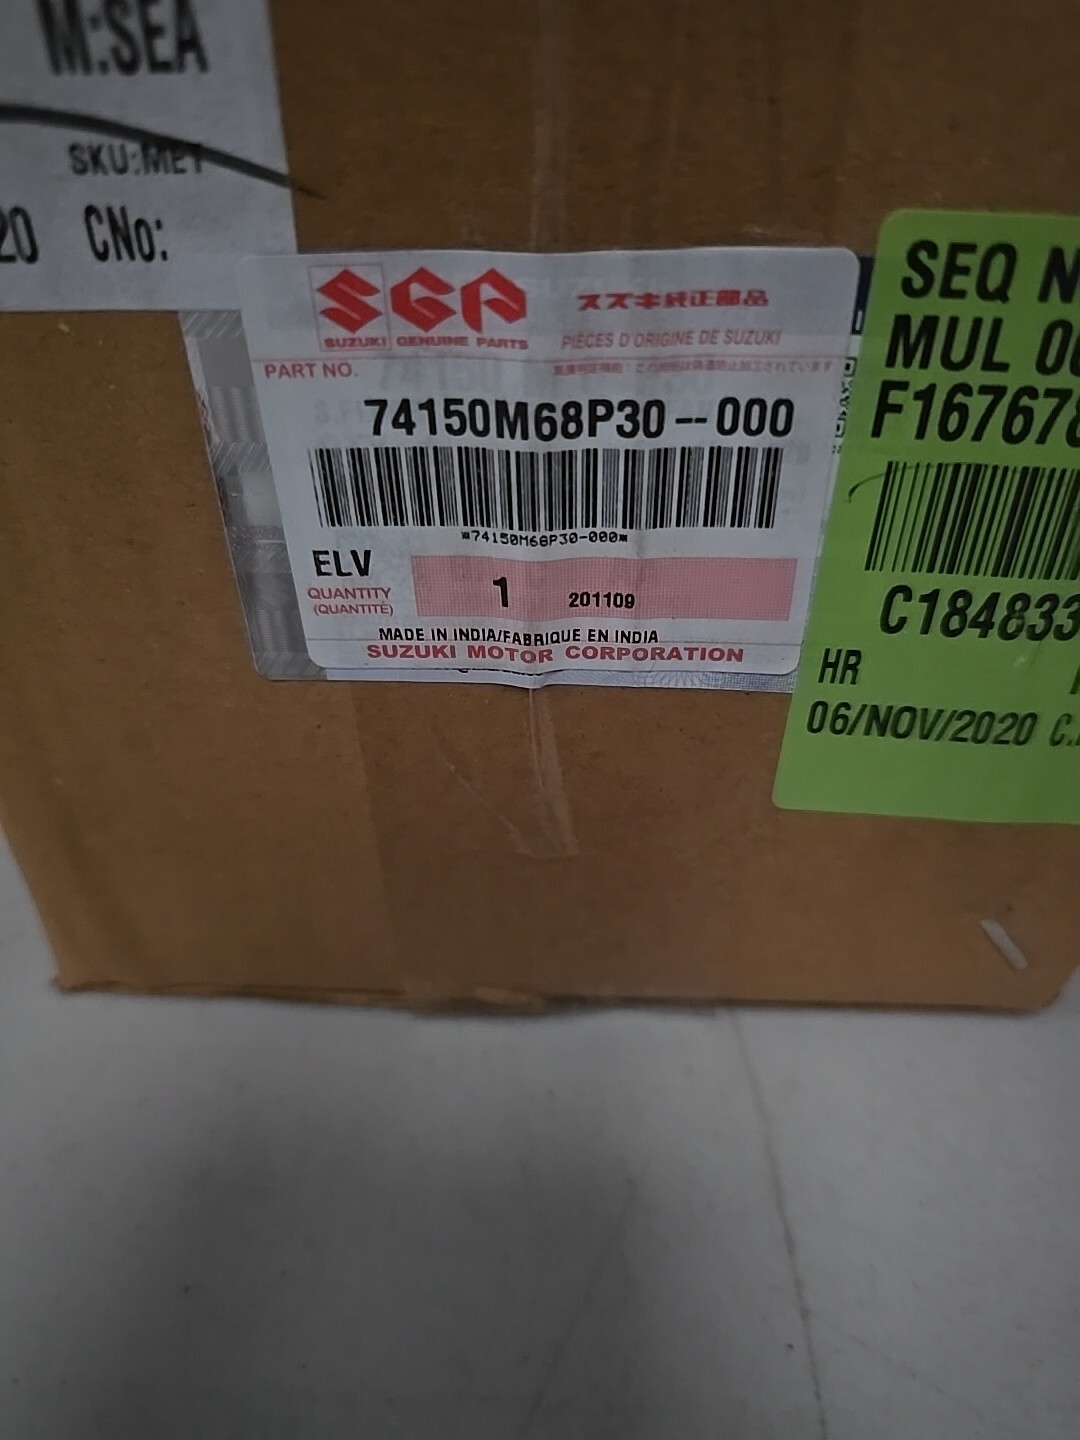 M:SEA
SKU:MET
20 CNo:
SGP
SUZUKI GENUINE PARTS
スズキ純正部品
PIÈCES D'ORIGINE DE SUZUKI
PART NO.
74150M68P30--000
*74150M68P30-000*
ELV
QUANTITY
(QUANTITÉ)
1 201109
MADE IN INDIA/FABRIQUE EN INDIA
SUZUKI MOTOR CORPORATION
SEQ N
MUL 00
F167678
C184833
HR
06/NOV/2020 C.